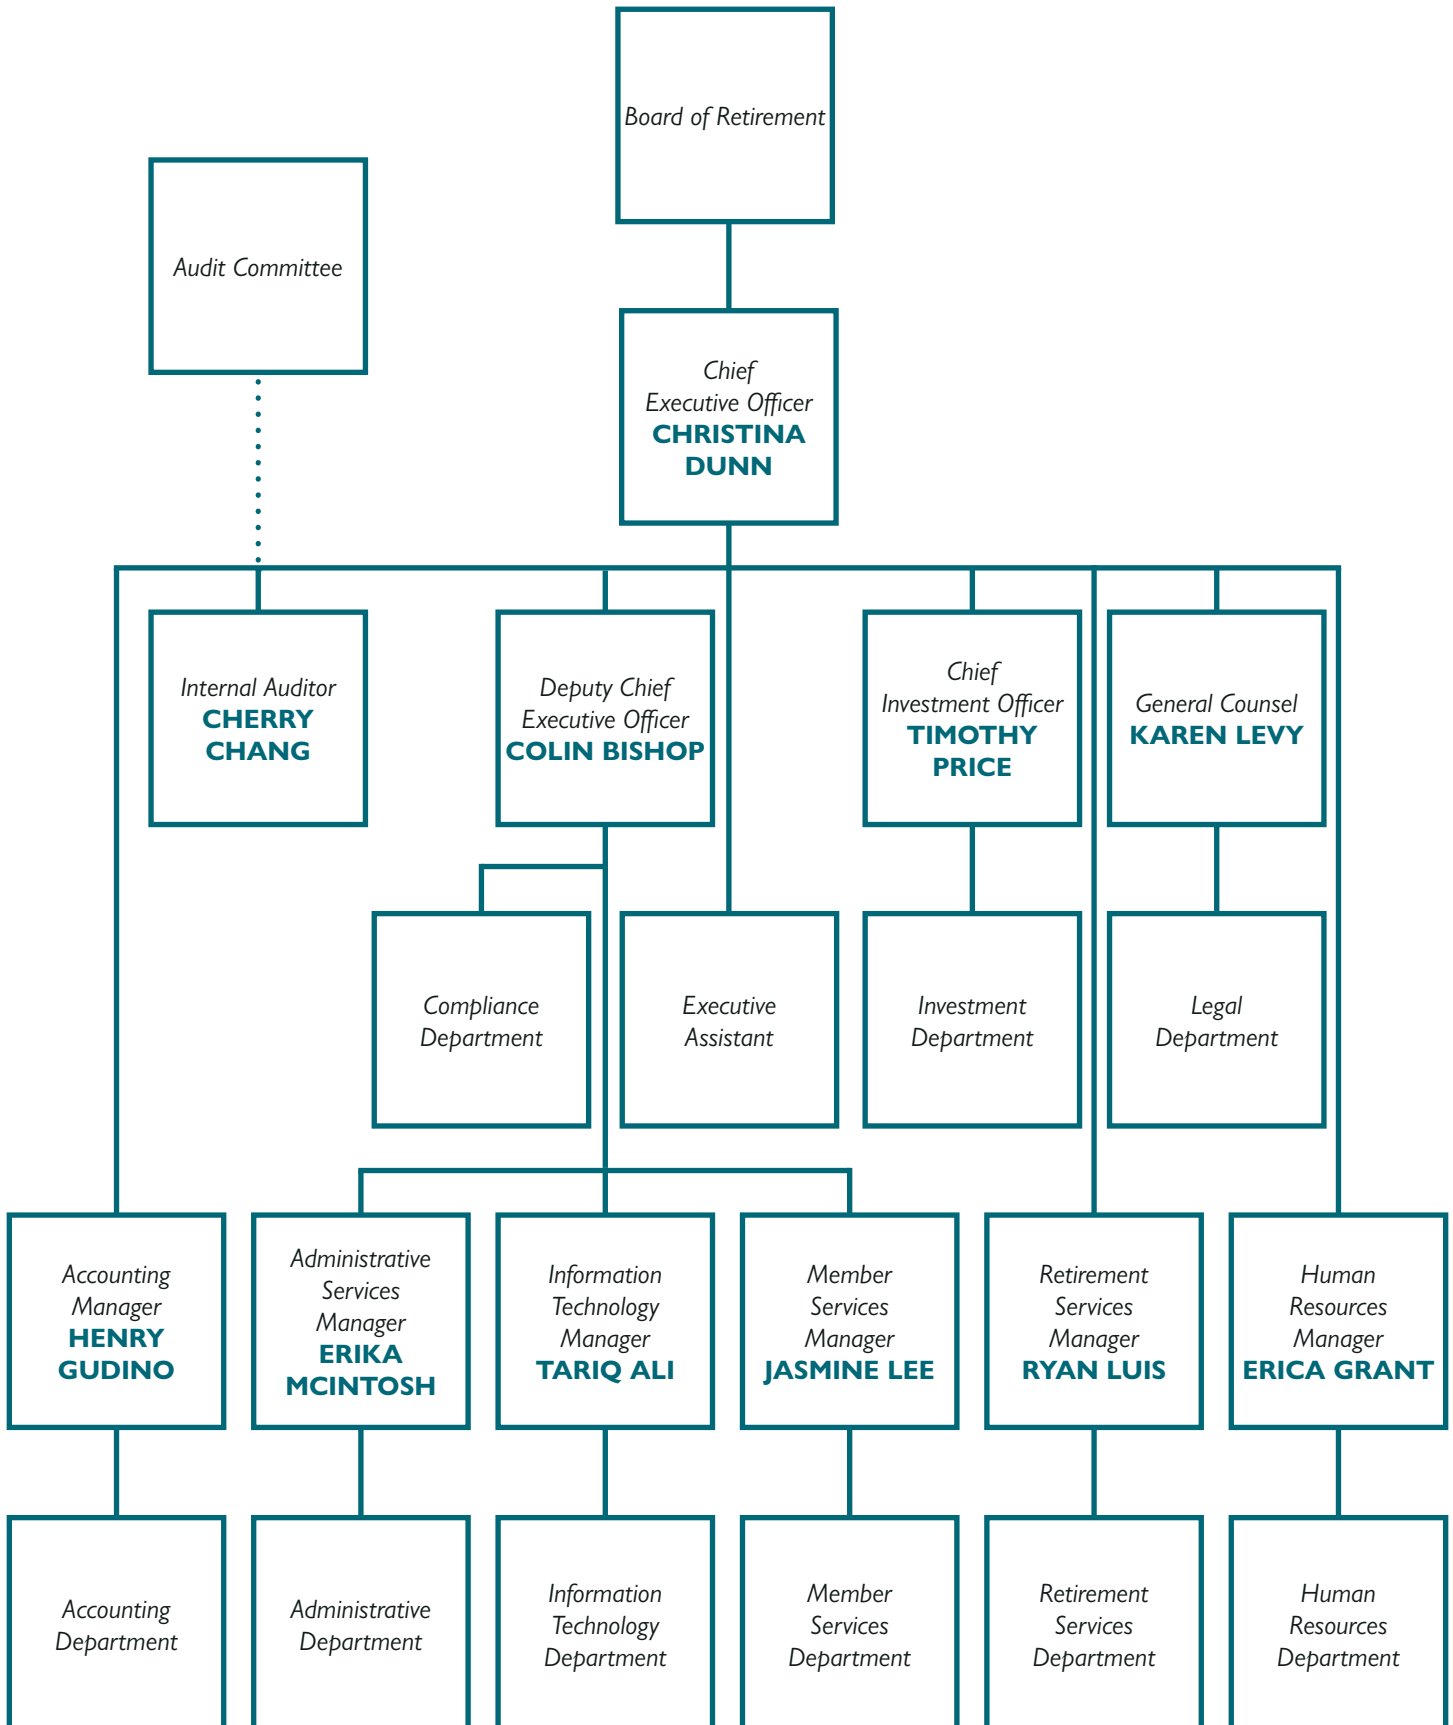 Board of Retirement
Audit Committee
Chief
Executive Officer
CHRISTINA
DUNN
Internal Auditor
CHERRY
CHANG
Deputy Chief
Executive Officer
COLIN BISHOP
Chief
Investment Officer
TIMOTHY
PRICE
General Counsel
KAREN LEVY
Compliance
Department
Executive
Assistant
Investment
Department
Legal
Department
Accounting
Manager
HENRY
GUDINO
Administrative
Services
Manager
ERIKA
MCINTOSH
Information
Technology
Manager
TARIQ ALI
Member
Services
Manager
JASMINE LEE
Retirement
Services
Manager
RYAN LUIS
Human
Resources
Manager
ERICA GRANT
Accounting
Department
Administrative
Department
Information
Technology
Department
Member
Services
Department
Retirement
Services
Department
Human
Resources
Department